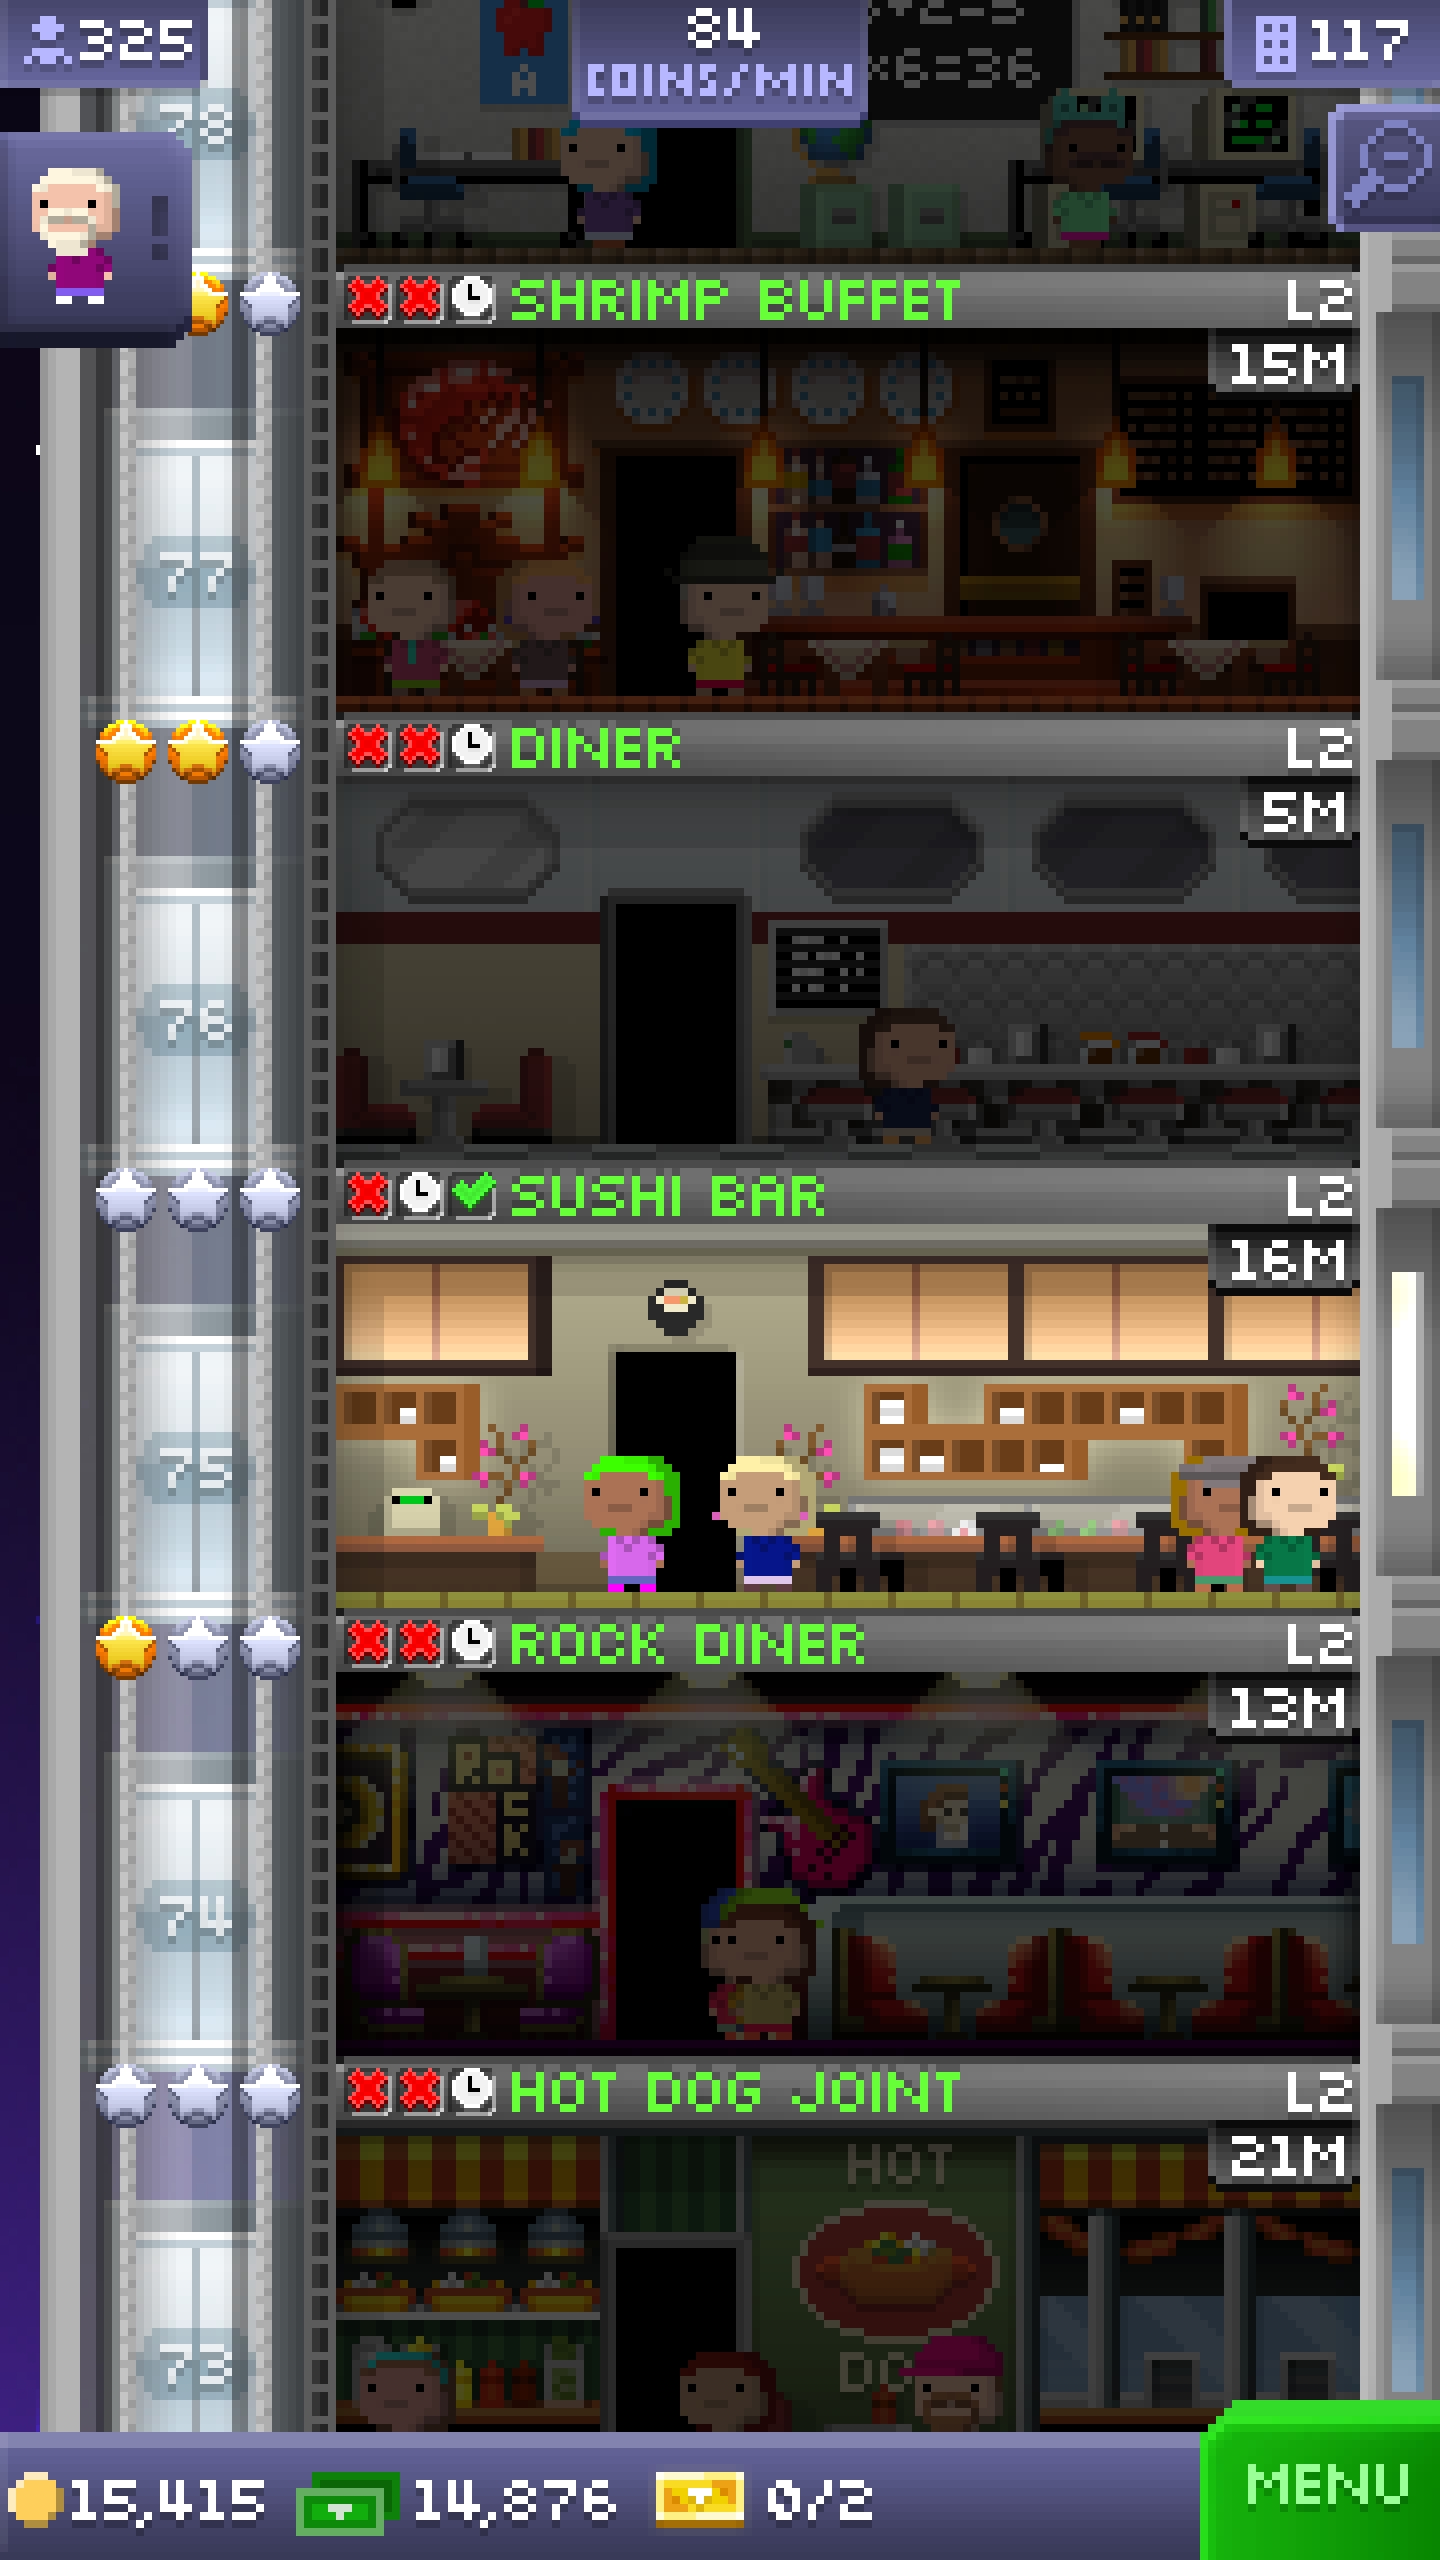 325
84
COINS/MIN
117
A
×6=36
78
SHRIMP BUFFET
L2
15M
77
DINER
L2
5M
76
SUSHI BAR
L2
16M
75
ROCK DINER
L2
13M
74
HOT DOG JOINT
L2
21M
HOT
73
15,415
14,876
0/2
MENU